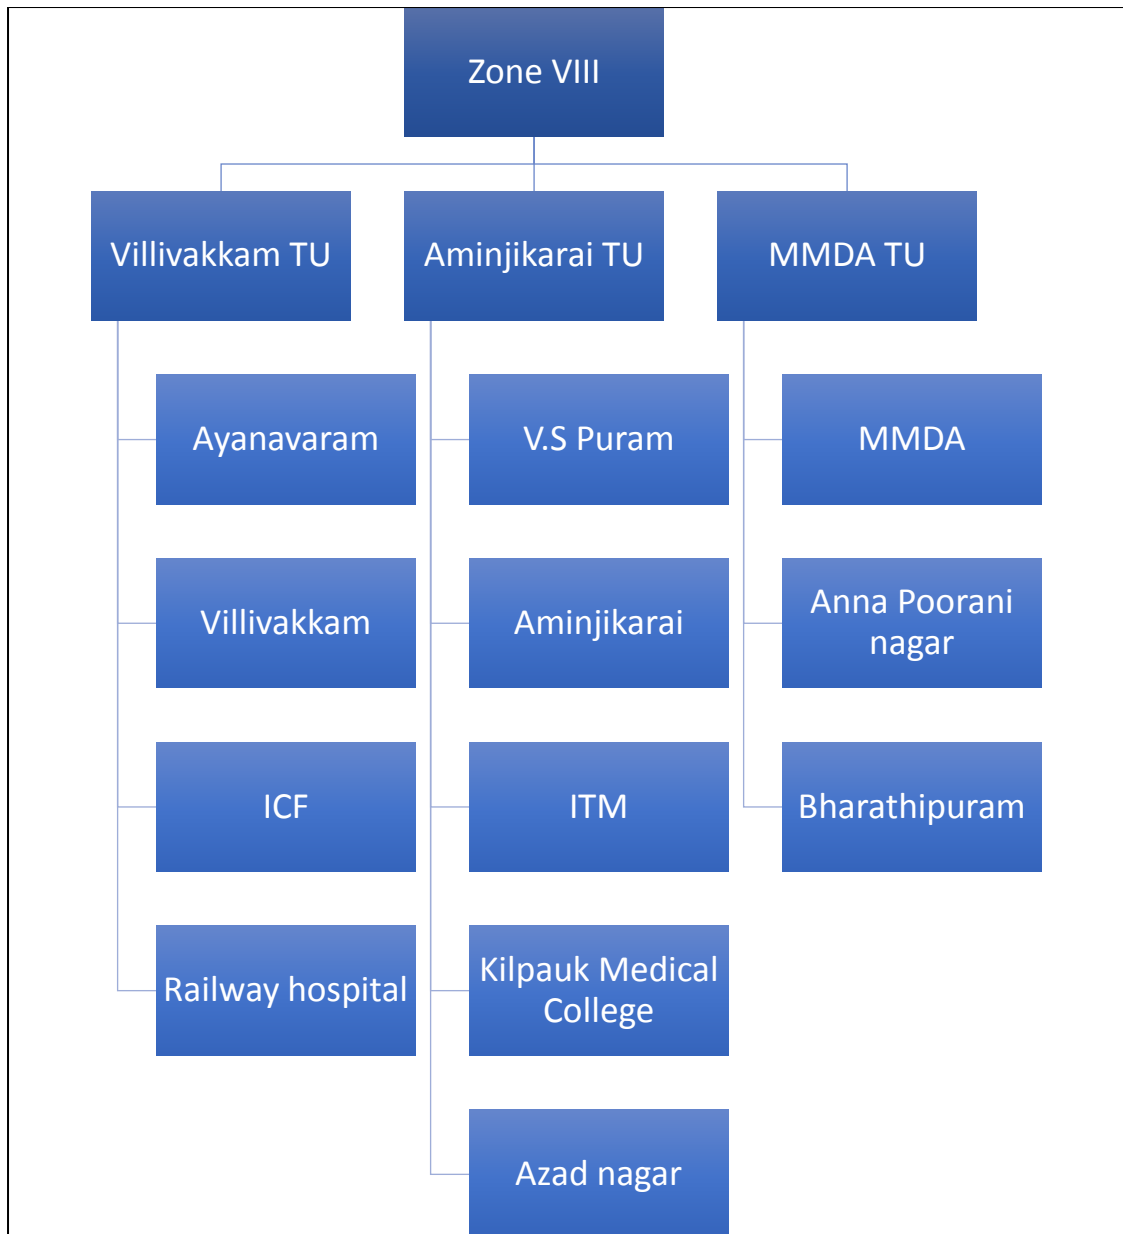 Zone VIII
Villivakkam TU
Aminjikarai TU
MMDA TU
Ayanavaram
V.S Puram
MMDA
Villivakkam
Aminjikarai
Anna Poorani
nagar
ICF
ITM
Bharathipuram
Railway hospital
Kilpauk Medical
College
Azad nagar